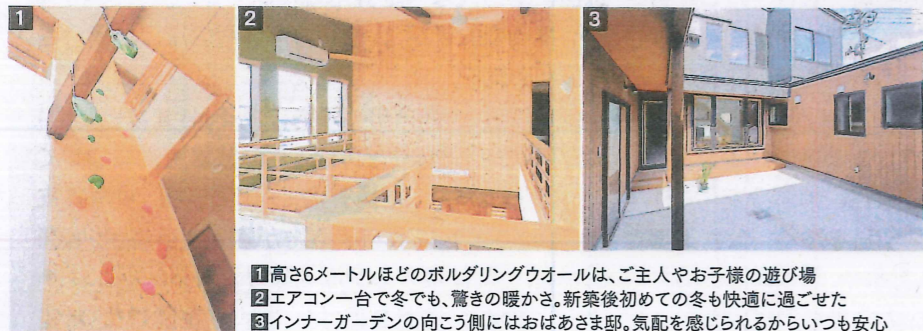 1
2
3
1高さ6メートルほどのボルダリングウオールは、ご主人やお子様の遊び場
2エアコン一台で冬でも、驚きの暖かさ。新築後初めての冬も快適に過ごせた
3インナーガーデンの向こう側にはおばあさま邸。気配を感じられるからいつも安心